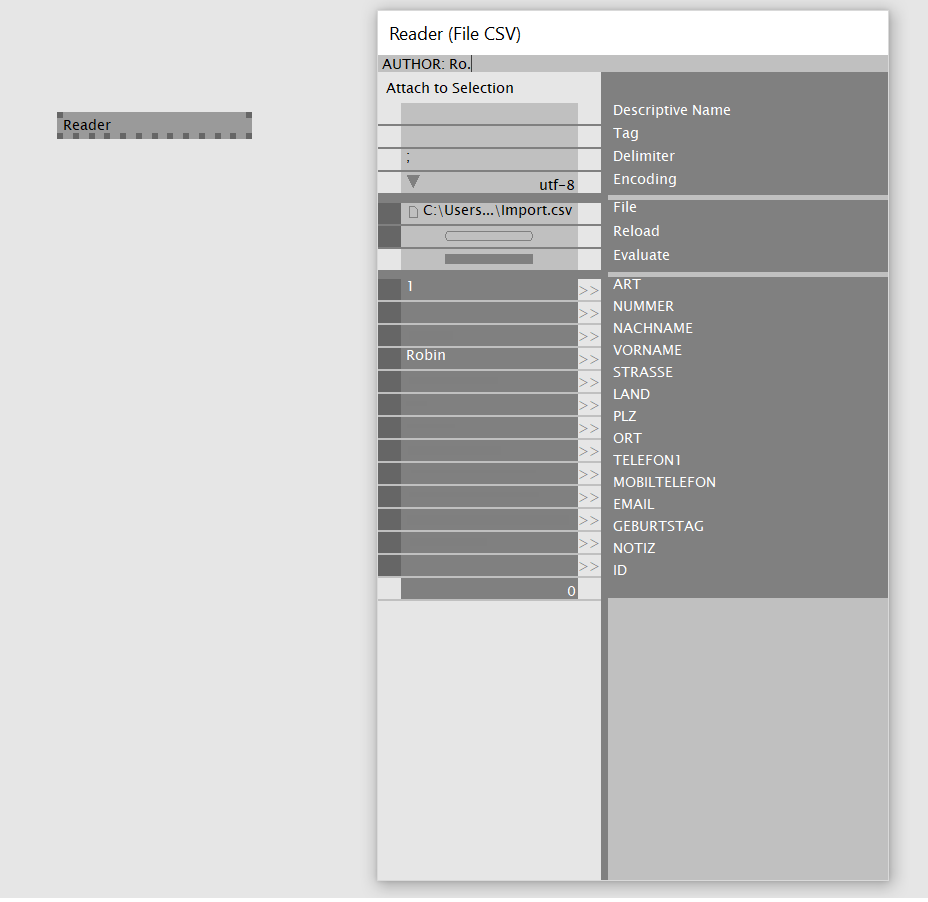 Reader (File CSV)
AUTHOR: Ro.
Attach to Selection
Reader
Descriptive Name
Tag
; Delimiter
utf-8 Encoding
C:\Users...\Import.csv File
Reload
Evaluate
1 >> ART
>> NUMMER
>> NACHNAME
Robin >> VORNAME
>> STRASSE
>> LAND
>> PLZ
>> ORT
>> TELEFON1
>> MOBILTELEFON
>> EMAIL
>> GEBURTSTAG
>> NOTIZ
0 ID